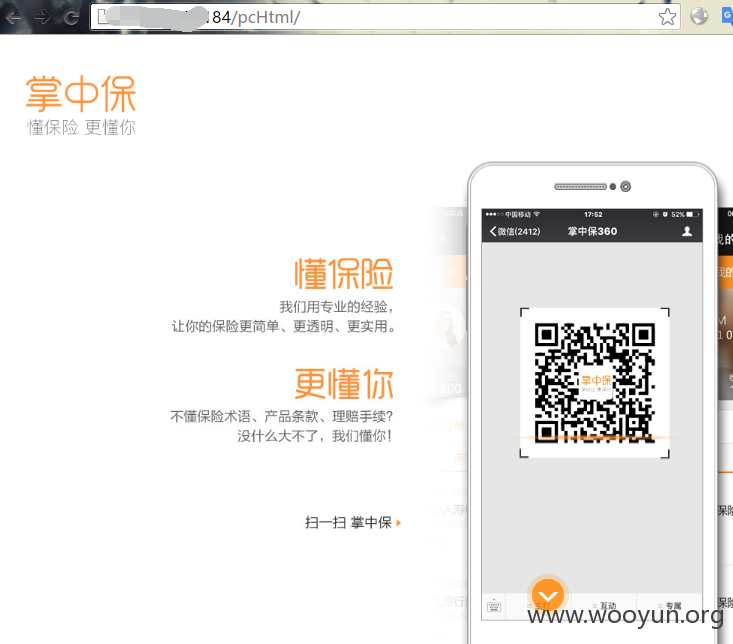 184/pcHtml/
掌中保
懂保险 更懂你
中国移动
17:52
52%
微信(2412)
掌中保360
懂保险
我们用专业的经验，
让你的保险更简单、更透明、更实用。
掌中保
更懂你
不懂保险术语、产品条款、理赔手续?
没什么大不了，我们懂你!
扫一扫 掌中保
互动
专属
www.wooyun.org